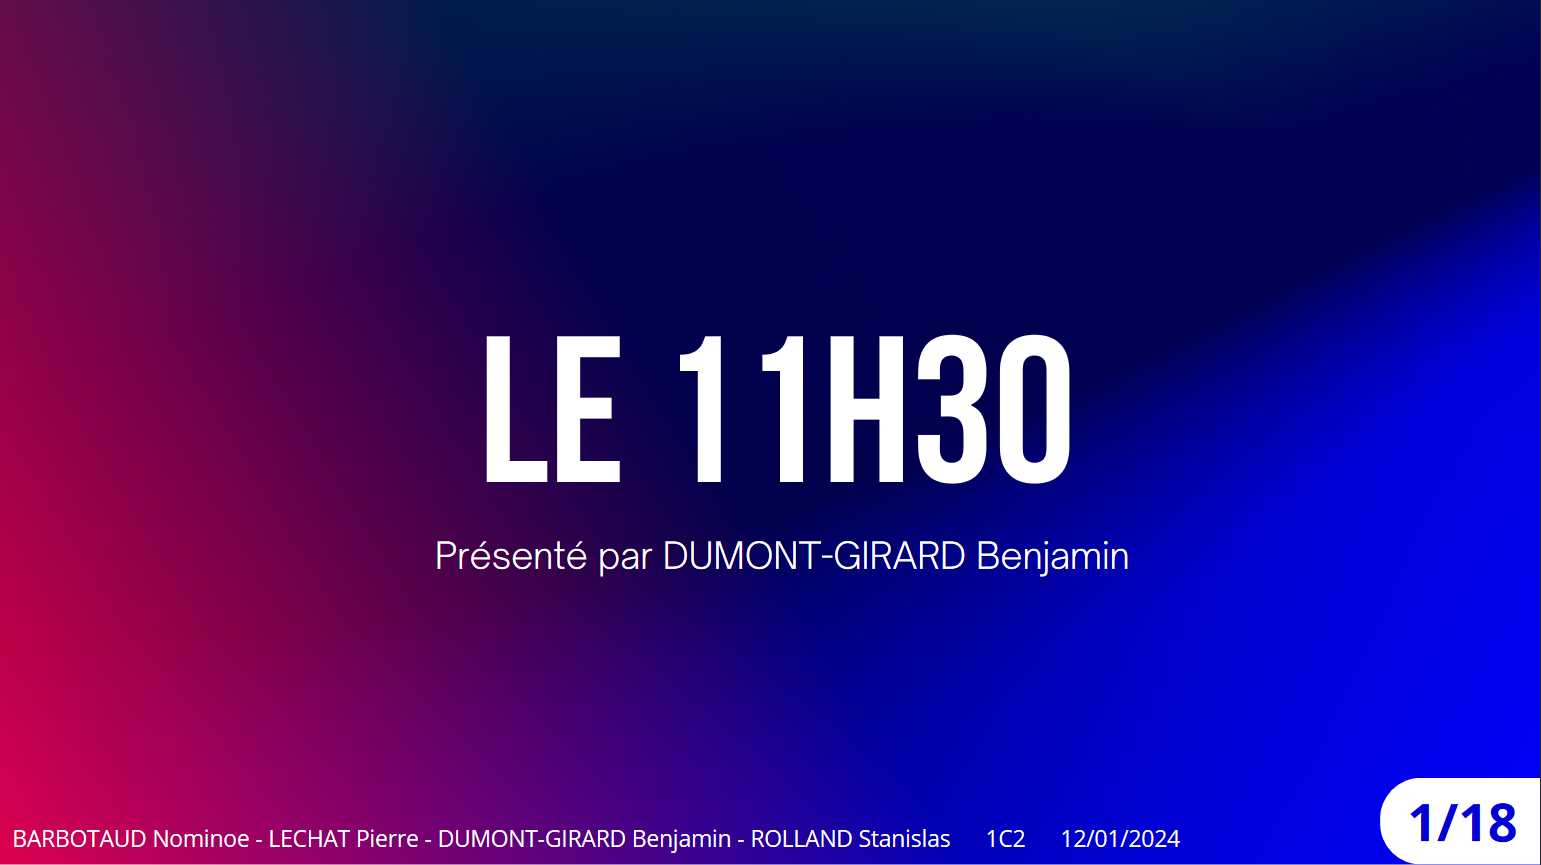 LE 11H30
Présenté par DUMONT-GIRARD Benjamin
BARBOTAUD Nominoe - LECHAT Pierre - DUMONT-GIRARD Benjamin - ROLLAND Stanislas 1C2 12/01/2024
1/18